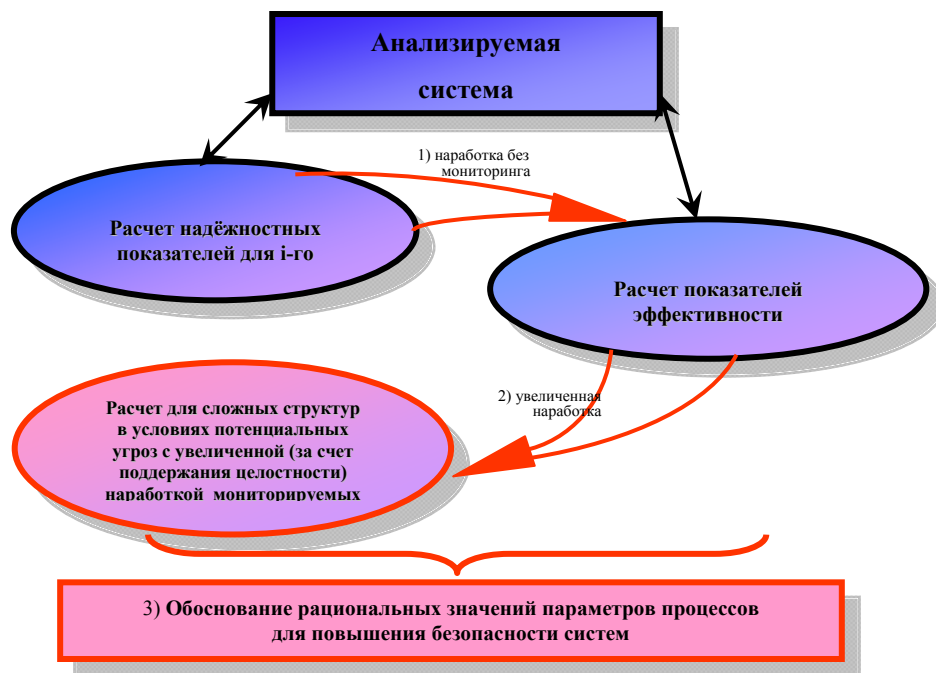 Анализируемая
система
1) наработка без
мониторинга
Расчет надёжностных
показателей для i-го
Расчет показателей
эффективности
2) увеличенная
наработка
Расчет для сложных структур
в условиях потенциальных
угроз с увеличенной (за счет
поддержания целостности)
наработкой мониторируемых
3) Обоснование рациональных значений параметров процессов
для повышения безопасности систем